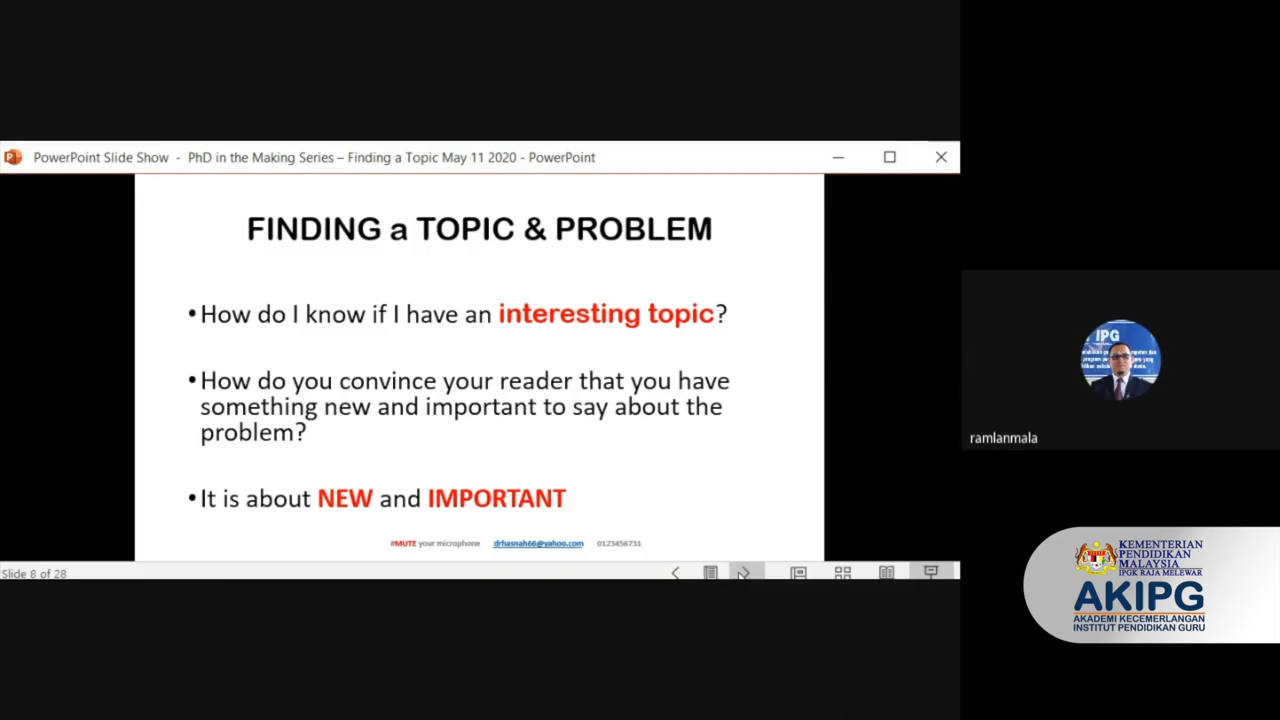 PowerPoint Slide Show - PhD in the Making Series – Finding a Topic May 11 2020 - PowerPoint
FINDING a TOPIC & PROBLEM
• How do I know if I have an interesting topic?
• How do you convince your reader that you have
something new and important to say about the
problem?
• It is about NEW and IMPORTANT
#MUTE your microphone drhasnah66@yahoo.com 0123456731
Slide 8 of 28
IPG
ramlanmala
KEMENTERIAN
PENDIDIKAN
MALAYSIA
IPGK RAJA MELEWAR
AKIPG
AKADEMI KECEMERLANGAN
INSTITUT PENDIDIKAN GURU